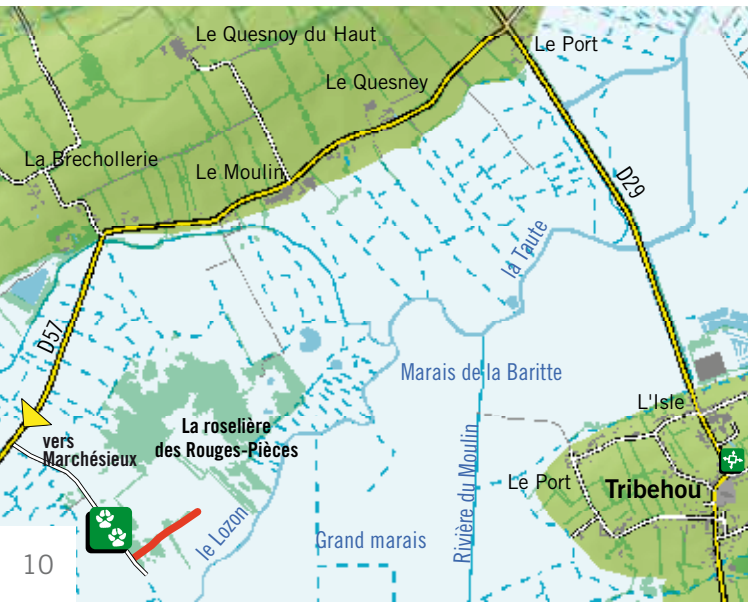 Le Quesnoy du Haut
Le Port
Le Quesney
La Brechollerie
Le Moulin
D29
la Taute
D57
Marais de la Baritte
L'Isle
La roselière
des Rouges-Pièces
vers
Marchésieux
Rivière du Moulin
Le Port
Tribehou
le Lozon
Grand marais
10